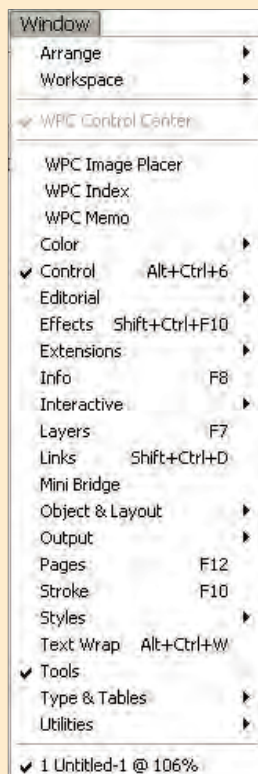 Window
Arrange
Workspace
WPC Control Center
WPC Image Placer
WPC Index
WPC Memo
Color
Control Alt+Ctrl+6
Editorial
Effects Shift+Ctrl+F10
Extensions
Info F8
Interactive
Layers F7
Links Shift+Ctrl+D
Mini Bridge
Object & Layout
Output
Pages F12
Stroke F10
Styles
Text Wrap Alt+Ctrl+W
Tools
Type & Tables
Utilities
1 Untitled-1 @ 106%